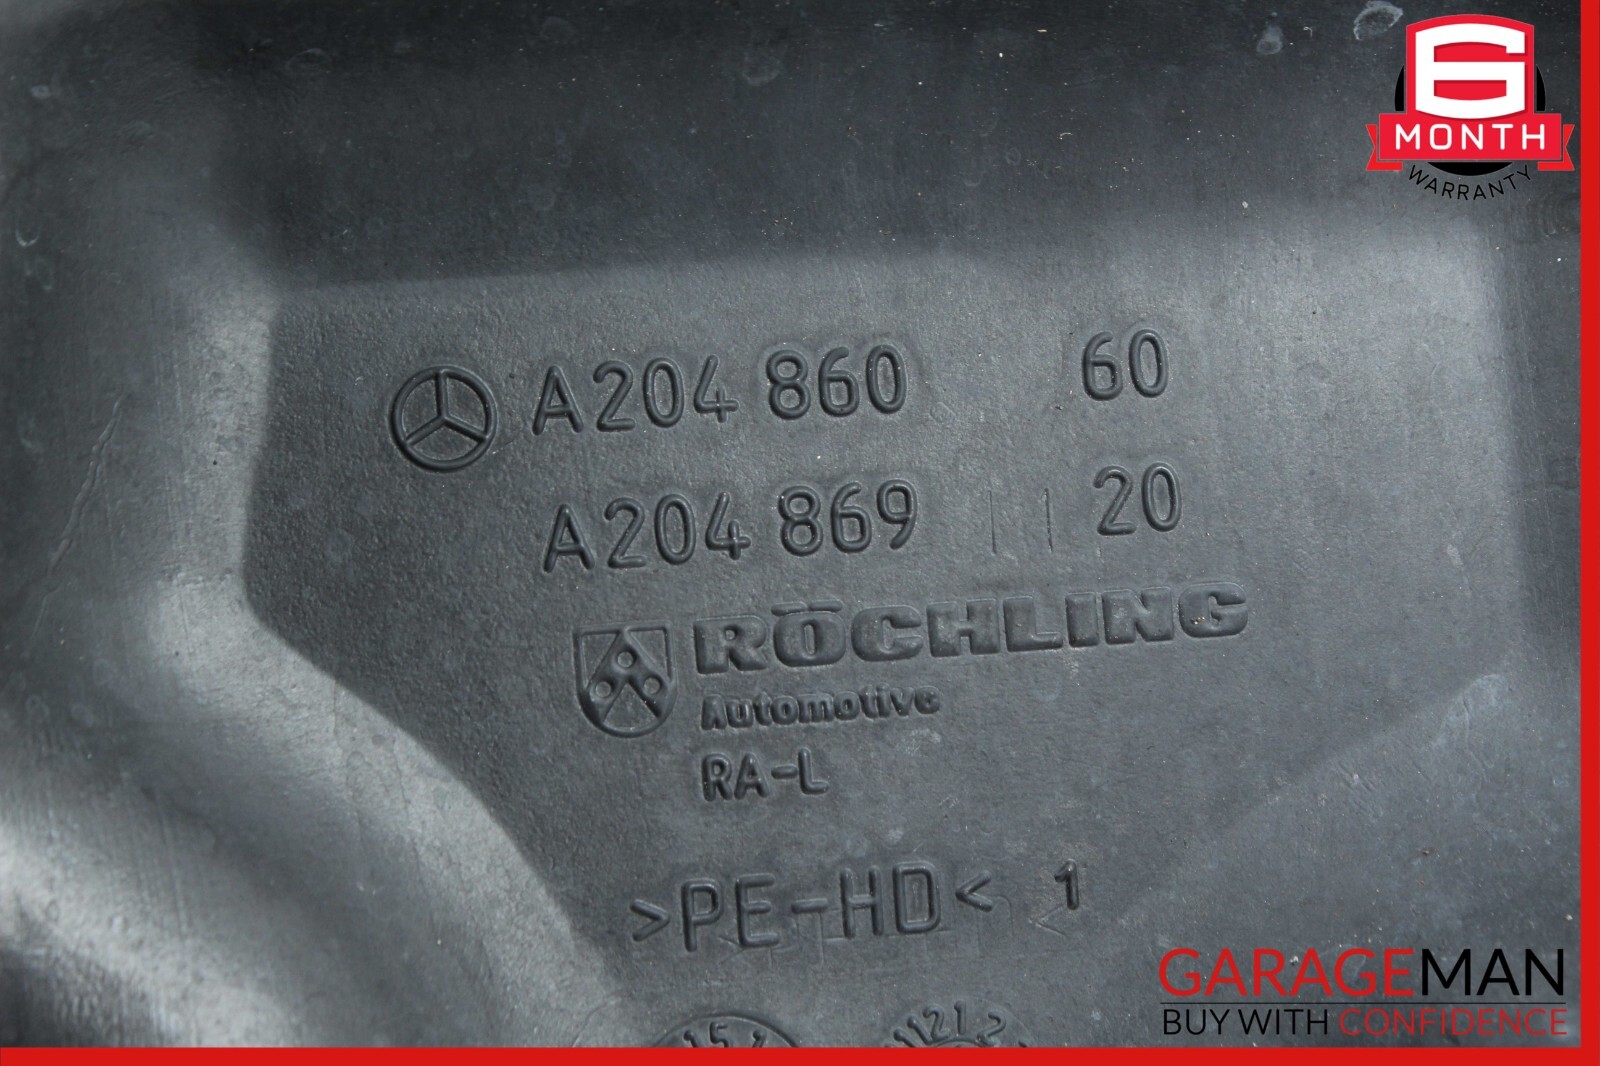 6
MONTH
WARRANTY
A204 860 60
A204 869 20
RÖCHLING
Automotive
RA-L
>PE-HD< 1
GARAGEMAN
BUY WITH CONFIDENCE